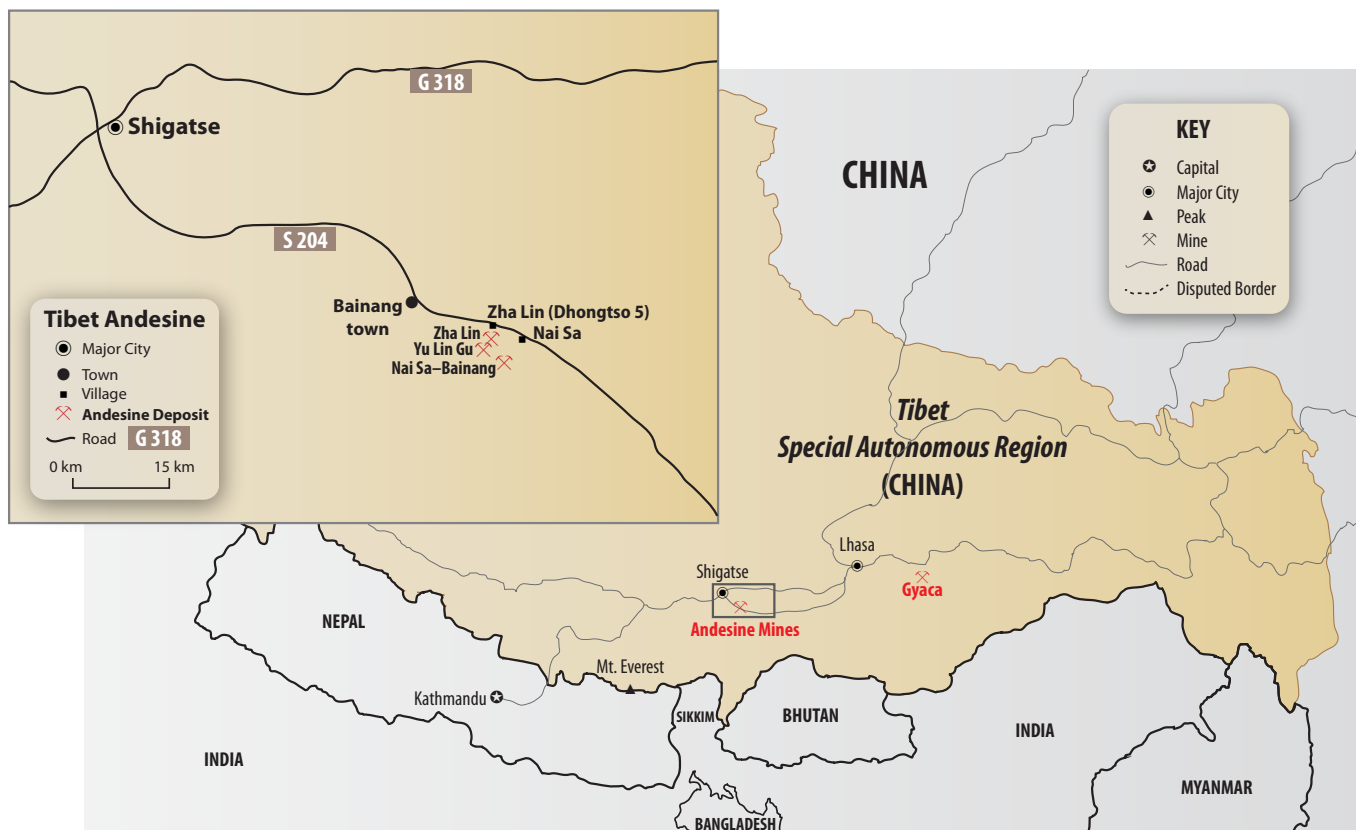 G 318
Shigatse
S 204
Bainang
town
Zha Lin (Dhongtso 5)
Zha Lin
Nai Sa
Yu Lin Gu
Nai Sa–Bainang
Tibet Andesine
Major City
Town
Village
Andesine Deposit
Road G 318
0 km 15 km
KEY
Capital
Major City
Peak
Mine
Road
Disputed Border
CHINA
Tibet
Special Autonomous Region
(CHINA)
Lhasa
Shigatse
Gyaca
Andesine Mines
NEPAL
Mt. Everest
Kathmandu
SIKKIM
BHUTAN
INDIA
INDIA
MYANMAR
BANGLADESH